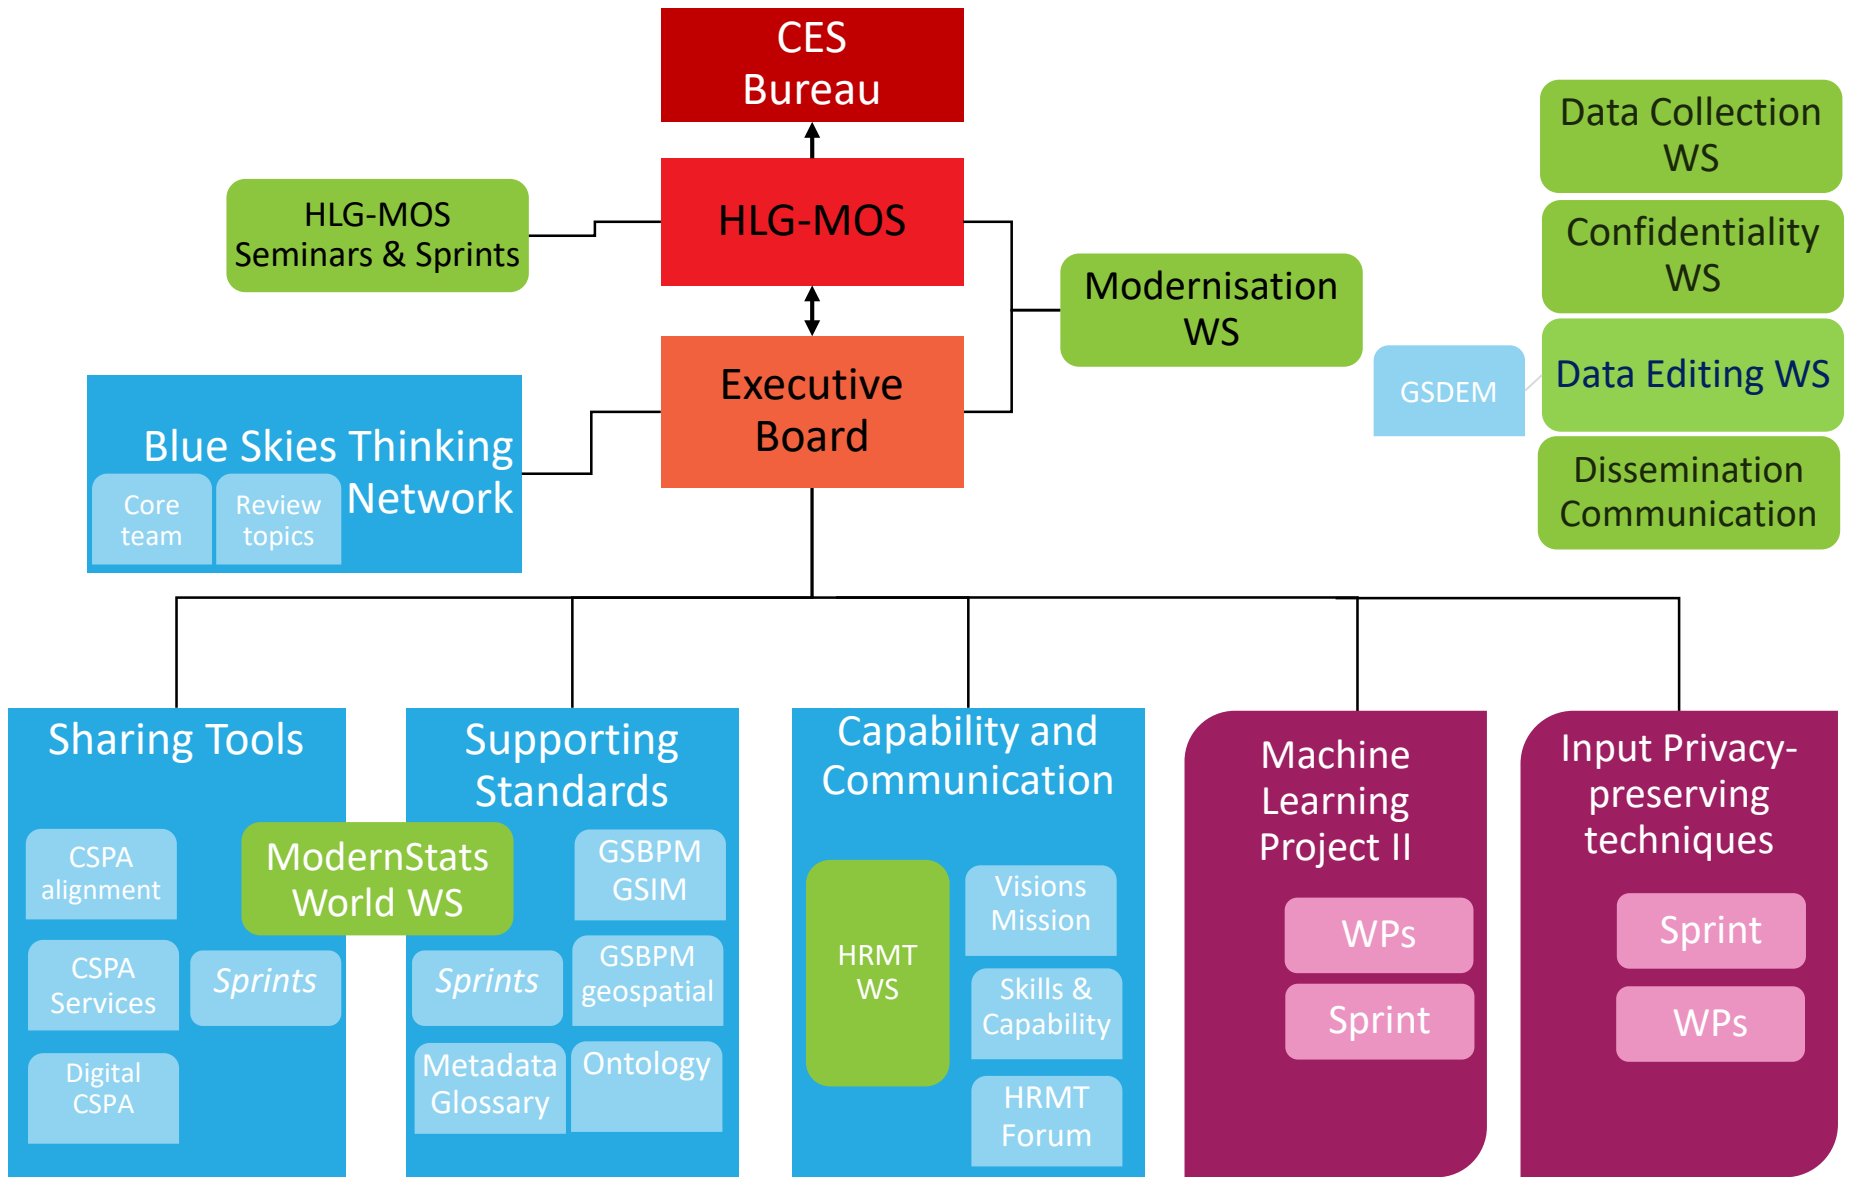 CES
Bureau
HLG-MOS
Seminars & Sprints
HLG-MOS
Modernisation
WS
Executive
Board
Blue Skies Thinking
Network
Core
team
Review
topics
Data Collection
WS
Confidentiality
WS
GSDEM
Data Editing WS
Dissemination
Communication
Sharing Tools
CSPA
alignment
CSPA
Services
Sprints
Digital
CSPA
ModernStats
World WS
Supporting
Standards
GSBPM
GSIM
Sprints
GSBPM
geospatial
Metadata
Glossary
Ontology
Capability and
Communication
HRMT
WS
Visions
Mission
Skills &
Capability
HRMT
Forum
Machine
Learning
Project II
WPs
Sprint
Input Privacy-
preserving
techniques
Sprint
WPs